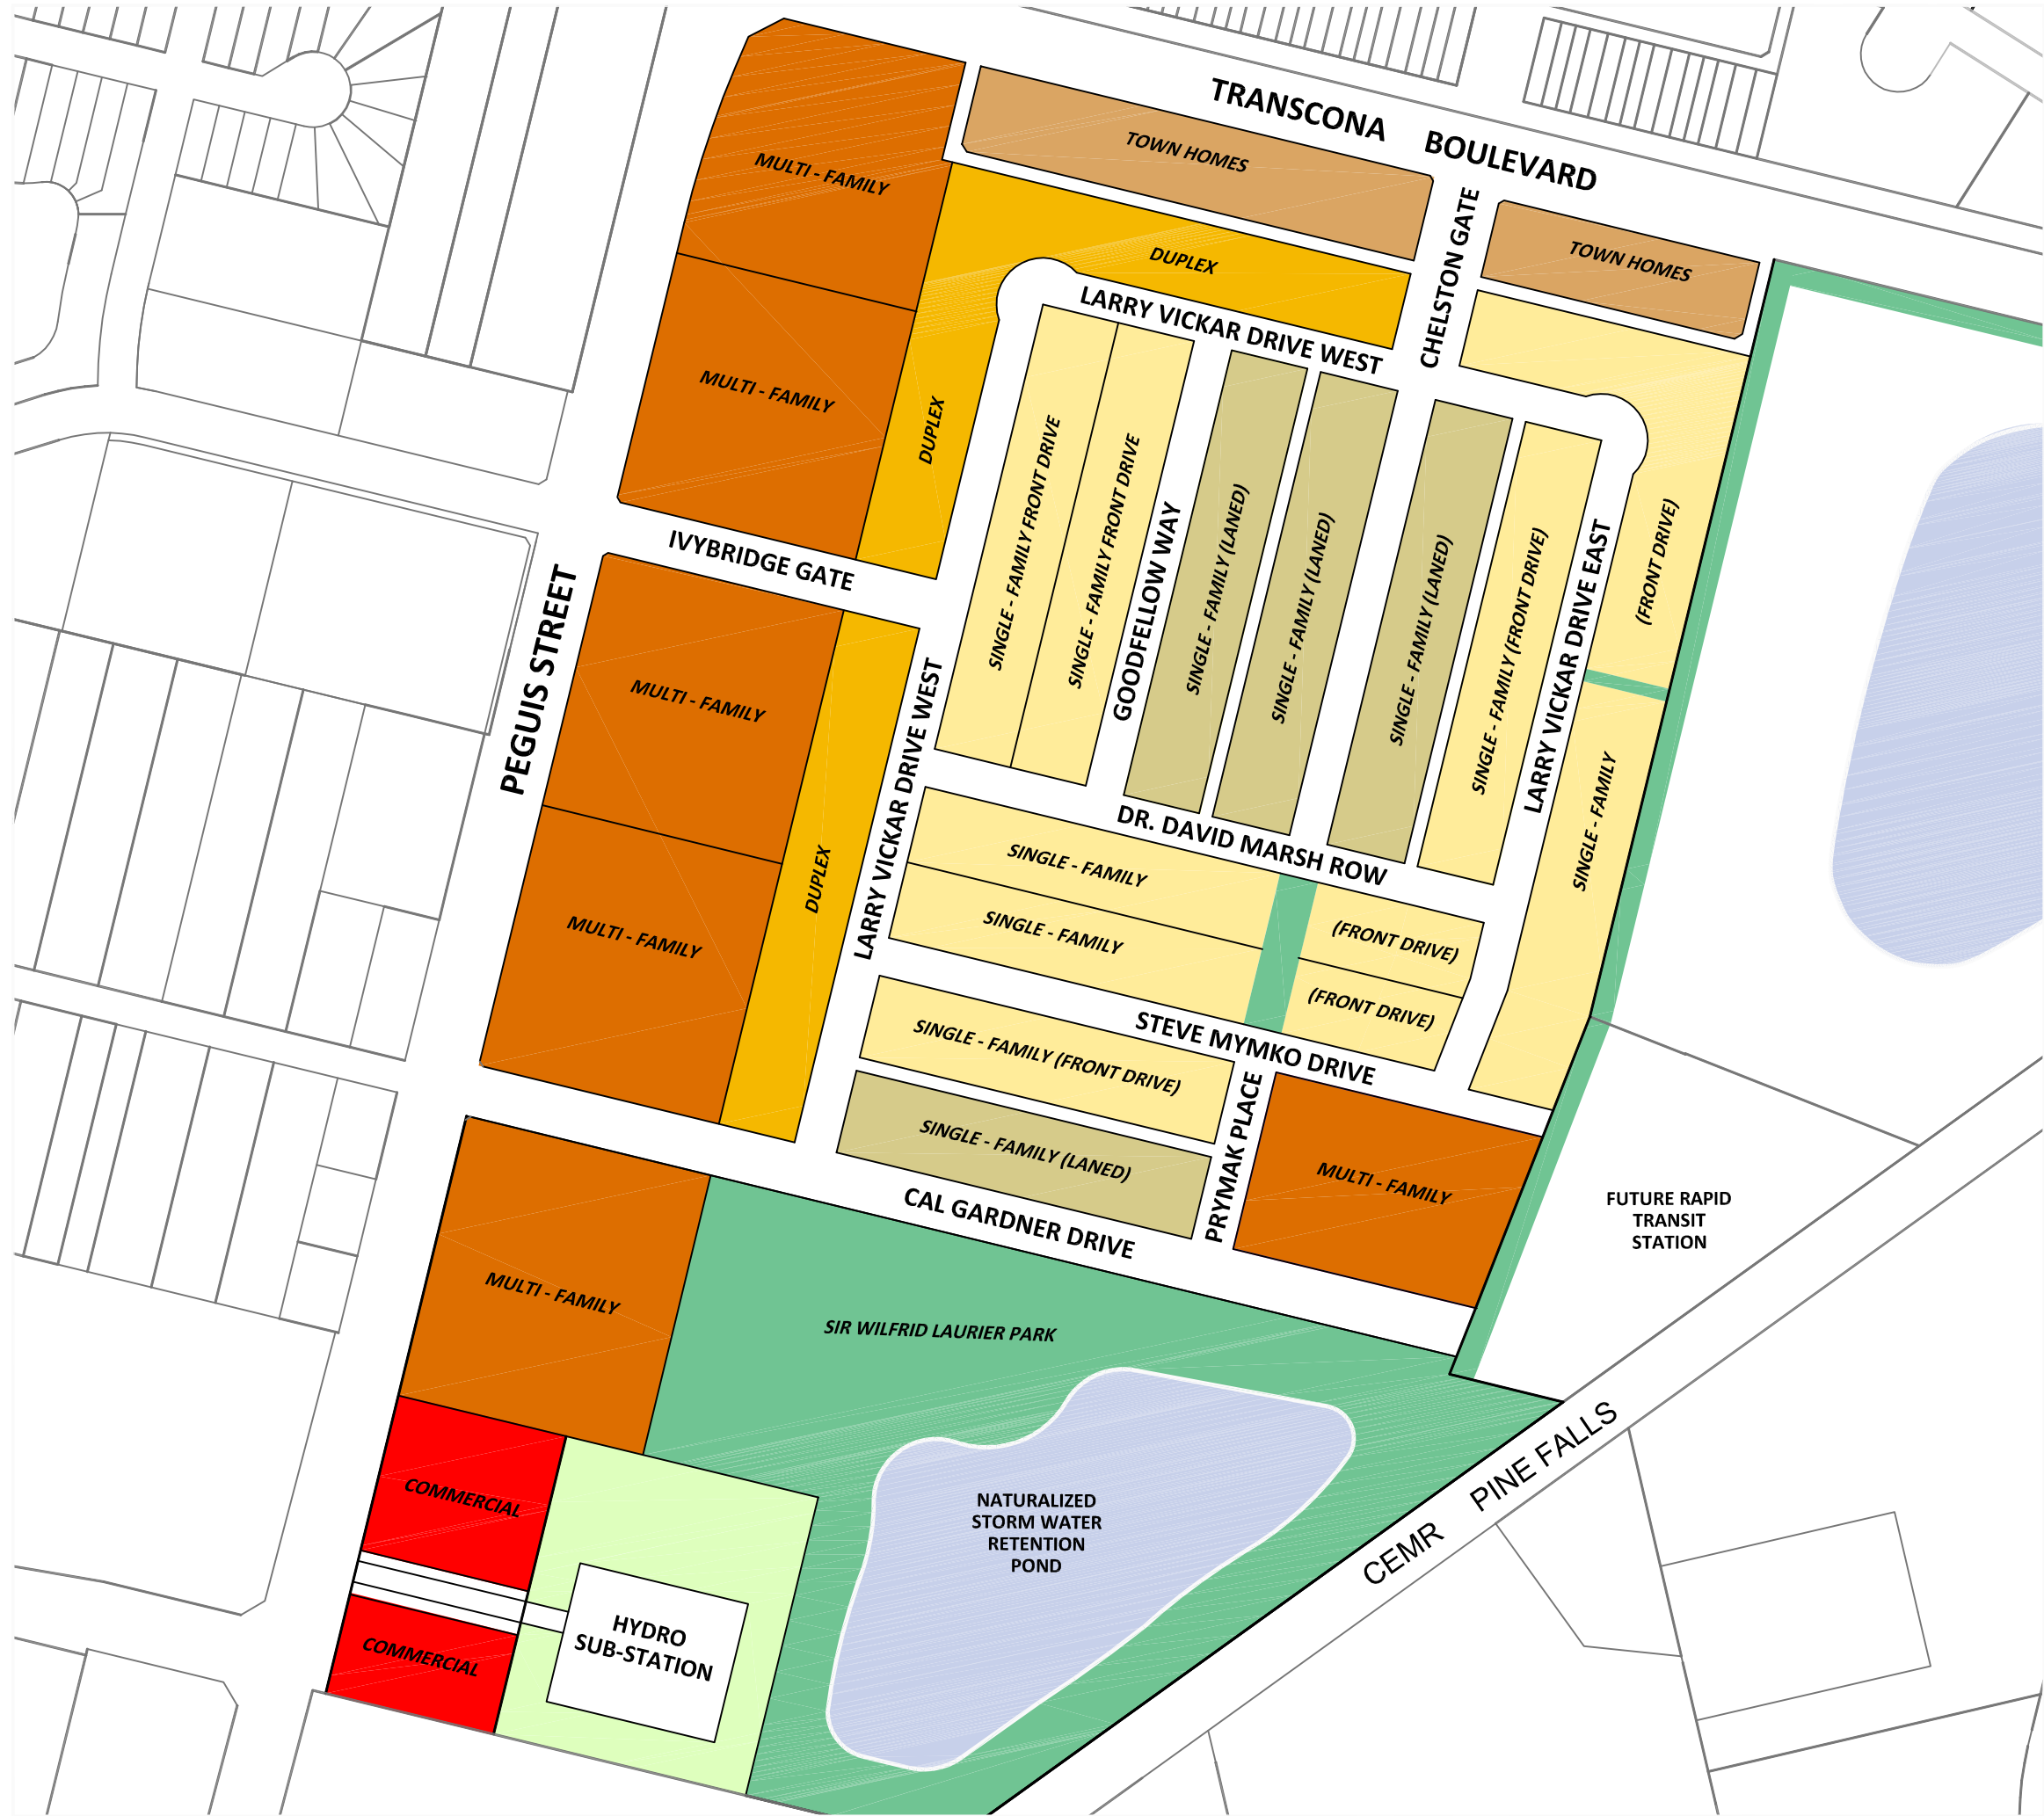 TRANSCONA BOULEVARD
TOWN HOMES
MULTI - FAMILY
CHELSTON GATE
TOWN HOMES
DUPLEX
LARRY VICKAR DRIVE WEST
MULTI - FAMILY
DUPLEX
SINGLE - FAMILY FRONT DRIVE
SINGLE - FAMILY FRONT DRIVE
GOODFELLOW WAY
SINGLE - FAMILY (LANED)
SINGLE - FAMILY (LANED)
SINGLE - FAMILY (LANED)
SINGLE - FAMILY (FRONT DRIVE)
LARRY VICKAR DRIVE EAST
(FRONT DRIVE)
SINGLE - FAMILY
IVYBRIDGE GATE
PEGUIS STREET
MULTI - FAMILY
MULTI - FAMILY
DUPLEX
LARRY VICKAR DRIVE WEST
DR. DAVID MARSH ROW
SINGLE - FAMILY
(FRONT DRIVE)
SINGLE - FAMILY
(FRONT DRIVE)
STEVE MYMKO DRIVE
SINGLE - FAMILY (FRONT DRIVE)
SINGLE - FAMILY (LANED)
PRYMAK PLACE
MULTI - FAMILY
CAL GARDNER DRIVE
FUTURE RAPID
TRANSIT
STATION
MULTI - FAMILY
SIR WILFRID LAURIER PARK
CEMR PINE FALLS
COMMERCIAL
NATURALIZED
STORM WATER
RETENTION
POND
HYDRO
SUB-STATION
COMMERCIAL